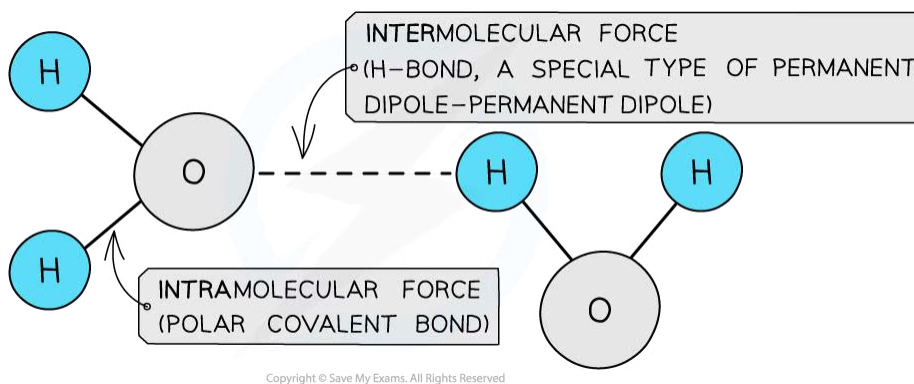 INTERMOLECULAR FORCE
(H-BOND, A SPECIAL TYPE OF PERMANENT
DIPOLE-PERMANENT DIPOLE)
H
O
H
H
H
INTRAMOLECULAR FORCE
(POLAR COVALENT BOND)
O
Copyright © Save My Exams. All Rights Reserved